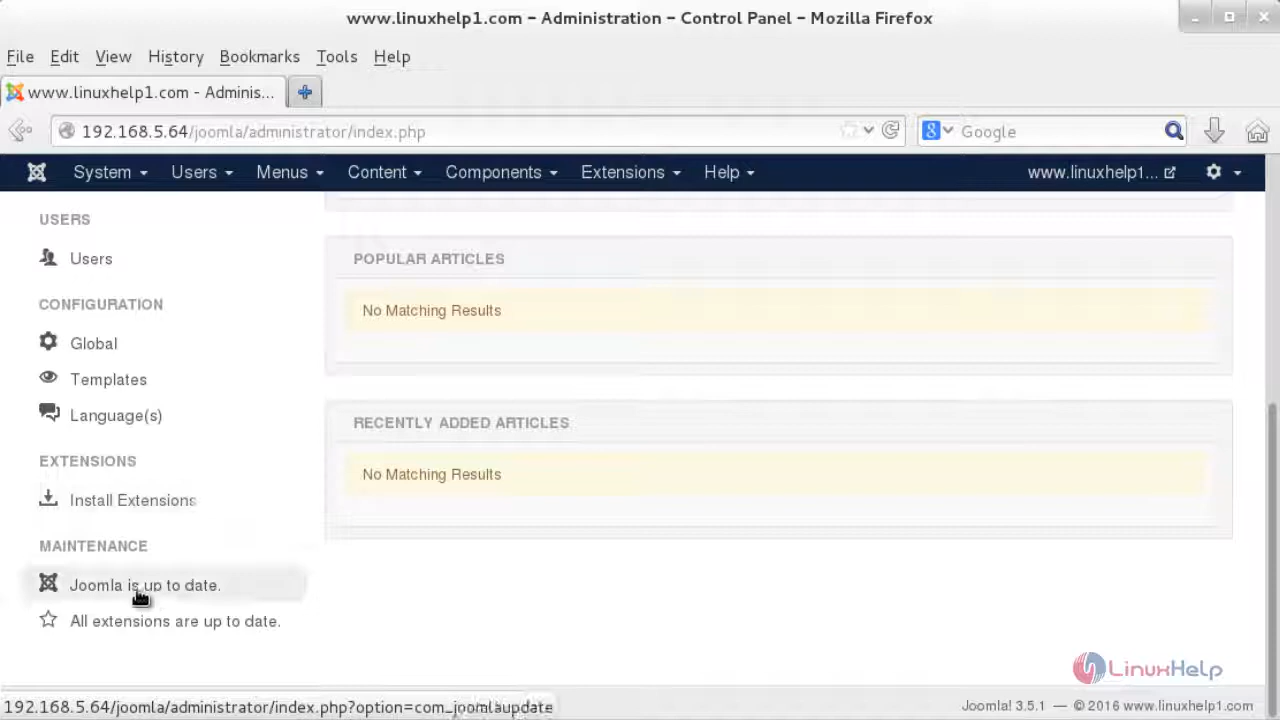 www.linuxhelp1.com – Administration – Control Panel – Mozilla Firefox
File Edit View History Bookmarks Tools Help
www.linuxhelp1.com - Adminis...
192.168.5.64/joomla/administrator/index.php
Google
System Users Menus Content Components Extensions Help www.linuxhelp1...
USERS
Users
CONFIGURATION
Global
Templates
Language(s)
EXTENSIONS
Install Extensions
MAINTENANCE
Joomla is up to date.
All extensions are up to date.
POPULAR ARTICLES
No Matching Results
RECENTLY ADDED ARTICLES
No Matching Results
LinuxHelp
192.168.5.64/joomla/administrator/index.php?option=com_joomlaupdate
Joomla! 3.5.1 — © 2016 www.linuxhelp1.com